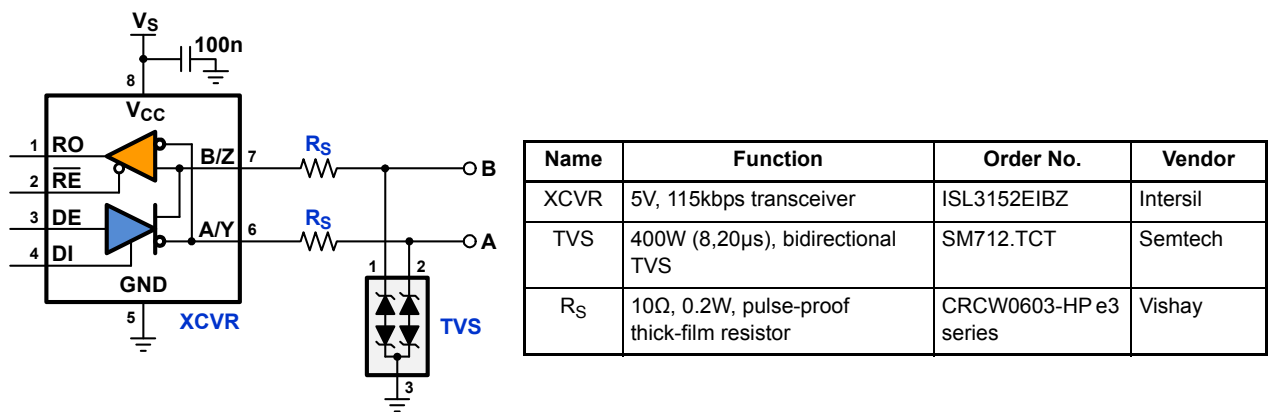 VS
100n
8
VCC
1 RO
B/Z 7
RS
B
2 RE
3 DE
RS
A/Y 6
A
4 DI
1 2
GND
5
XCVR
TVS
3
Name Function Order No. Vendor
XCVR 5V, 115kbps transceiver ISL3152EIBZ Intersil
TVS 400W (8,20µs), bidirectional SM712.TCT Semtech
TVS
RS 10Ω, 0.2W, pulse-proof CRCW0603-HP e3 Vishay
thick-film resistor series